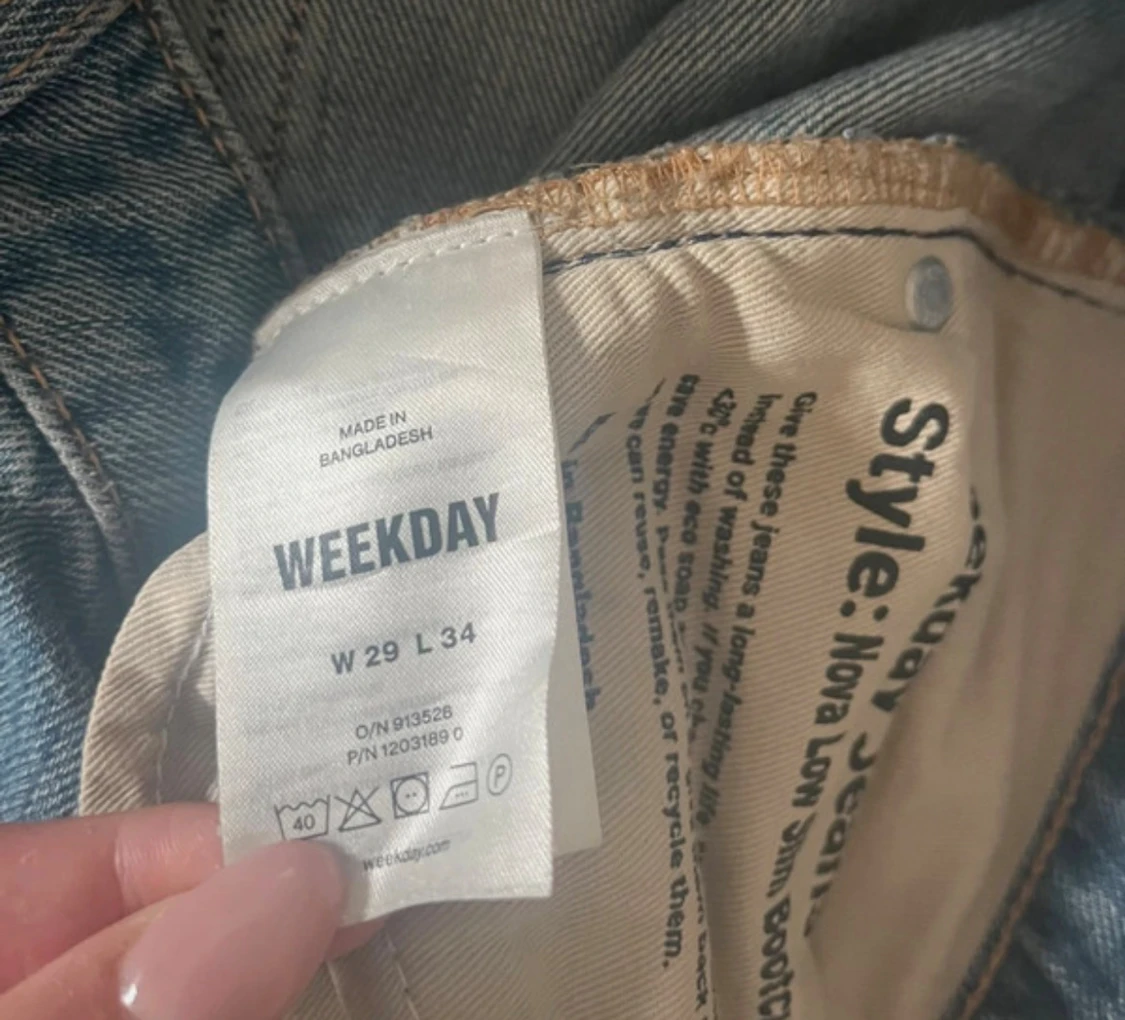 MADE IN
BANGLADESH
WEEKDAY
W 29 L 34
O/N 913526
P/N 1203189 0
40
P
weekday.com
Style: Nova Low Slim Bootc
Give these jeans a long-lasting life
Instead of washing. If you
<30°C with eco soap
save energy.
can reuse, remake, or recycle them.